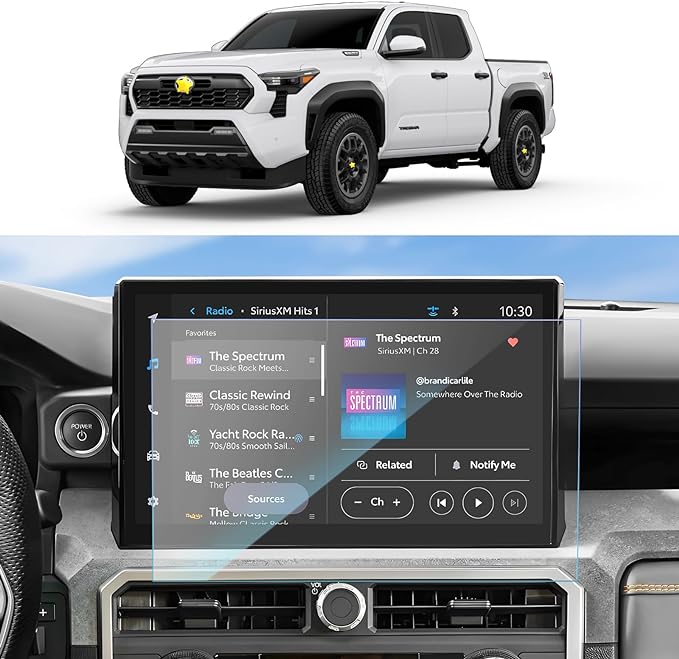 TACOMA
Radio • SiriusXM Hits 1
10:30
Favorites
The Spectrum
Classic Rock Meets...
Classic Rewind
70s/80s Classic Rock
Yacht Rock Ra...
70s/80s Smooth Sail...
The Beatles C...
The Bridge
Mellow Classic Rock
Sources
The Spectrum
SiriusXM | Ch 28
THE
SPECTRUM
@brandicarlile
Somewhere Over The Radio
Related
Notify Me
− Ch +
POWER
VOL